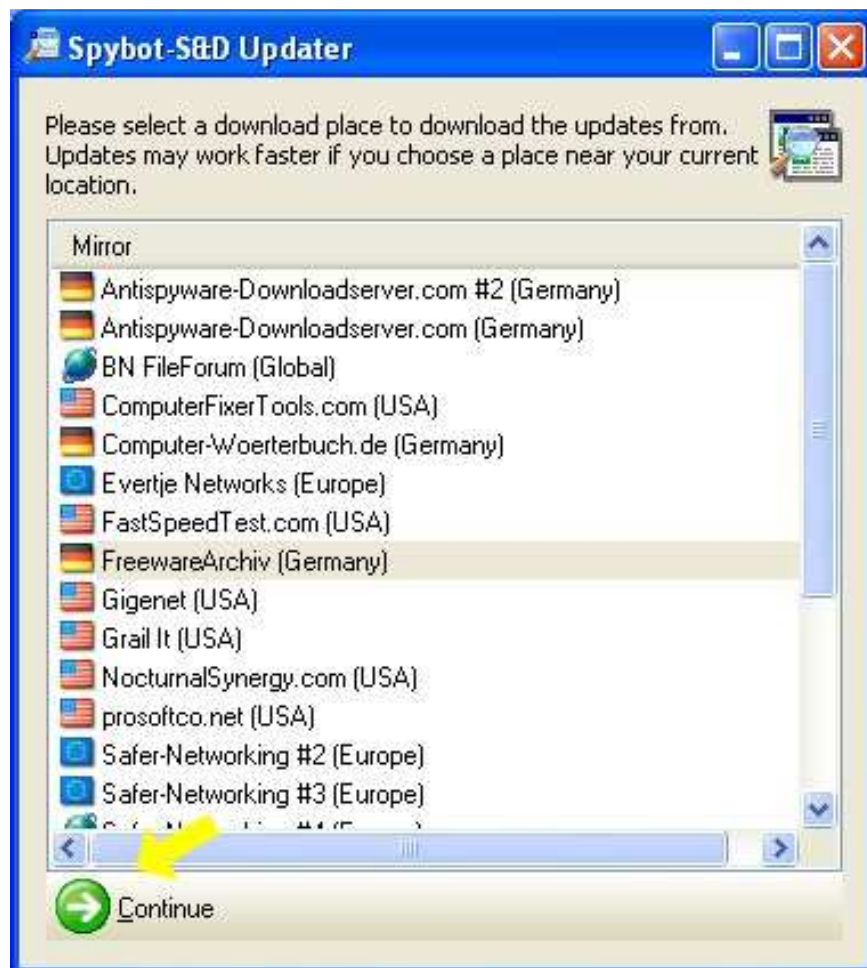 Spybot-S&D Updater
Please select a download place to download the updates from.
Updates may work faster if you choose a place near your current
location.
Mirror
Antispyware-Downloadserver.com #2 (Germany)
Antispyware-Downloadserver.com (Germany)
BN FileForum (Global)
ComputerFixerTools.com (USA)
Computer-Woerterbuch.de (Germany)
Evertje Networks (Europe)
FastSpeedTest.com (USA)
FreewareArchiv (Germany)
Gigenet (USA)
Grail It (USA)
NocturnalSynergy.com (USA)
prosoftco.net (USA)
Safer-Networking #2 (Europe)
Safer-Networking #3 (Europe)
Continue